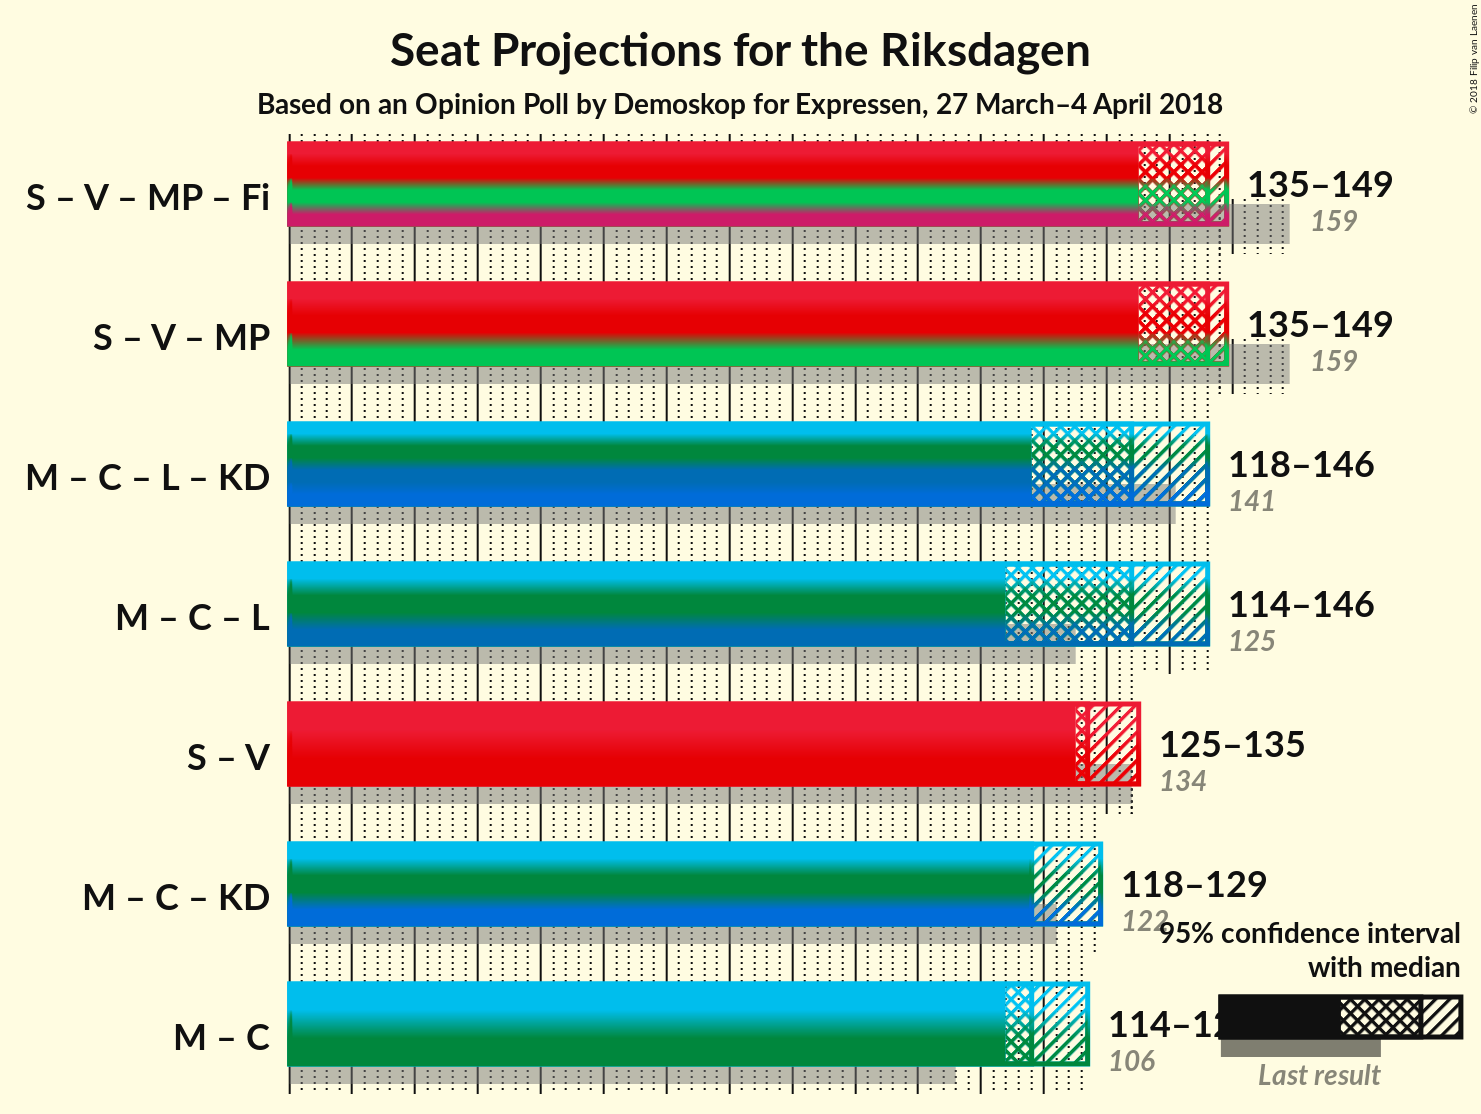 Seat Projections for the Riksdagen
Based on an Opinion Poll by Demoskop for Expressen, 27 March–4 April 2018
© 2018 Filip van Laenen
S – V – MP – Fi
135–149
159
S – V – MP
135–149
159
M – C – L – KD
118–146
141
M – C – L
114–146
125
S – V
125–135
134
M – C – KD
118–129
122
M – C
106
95% confidence interval
with median
Last result